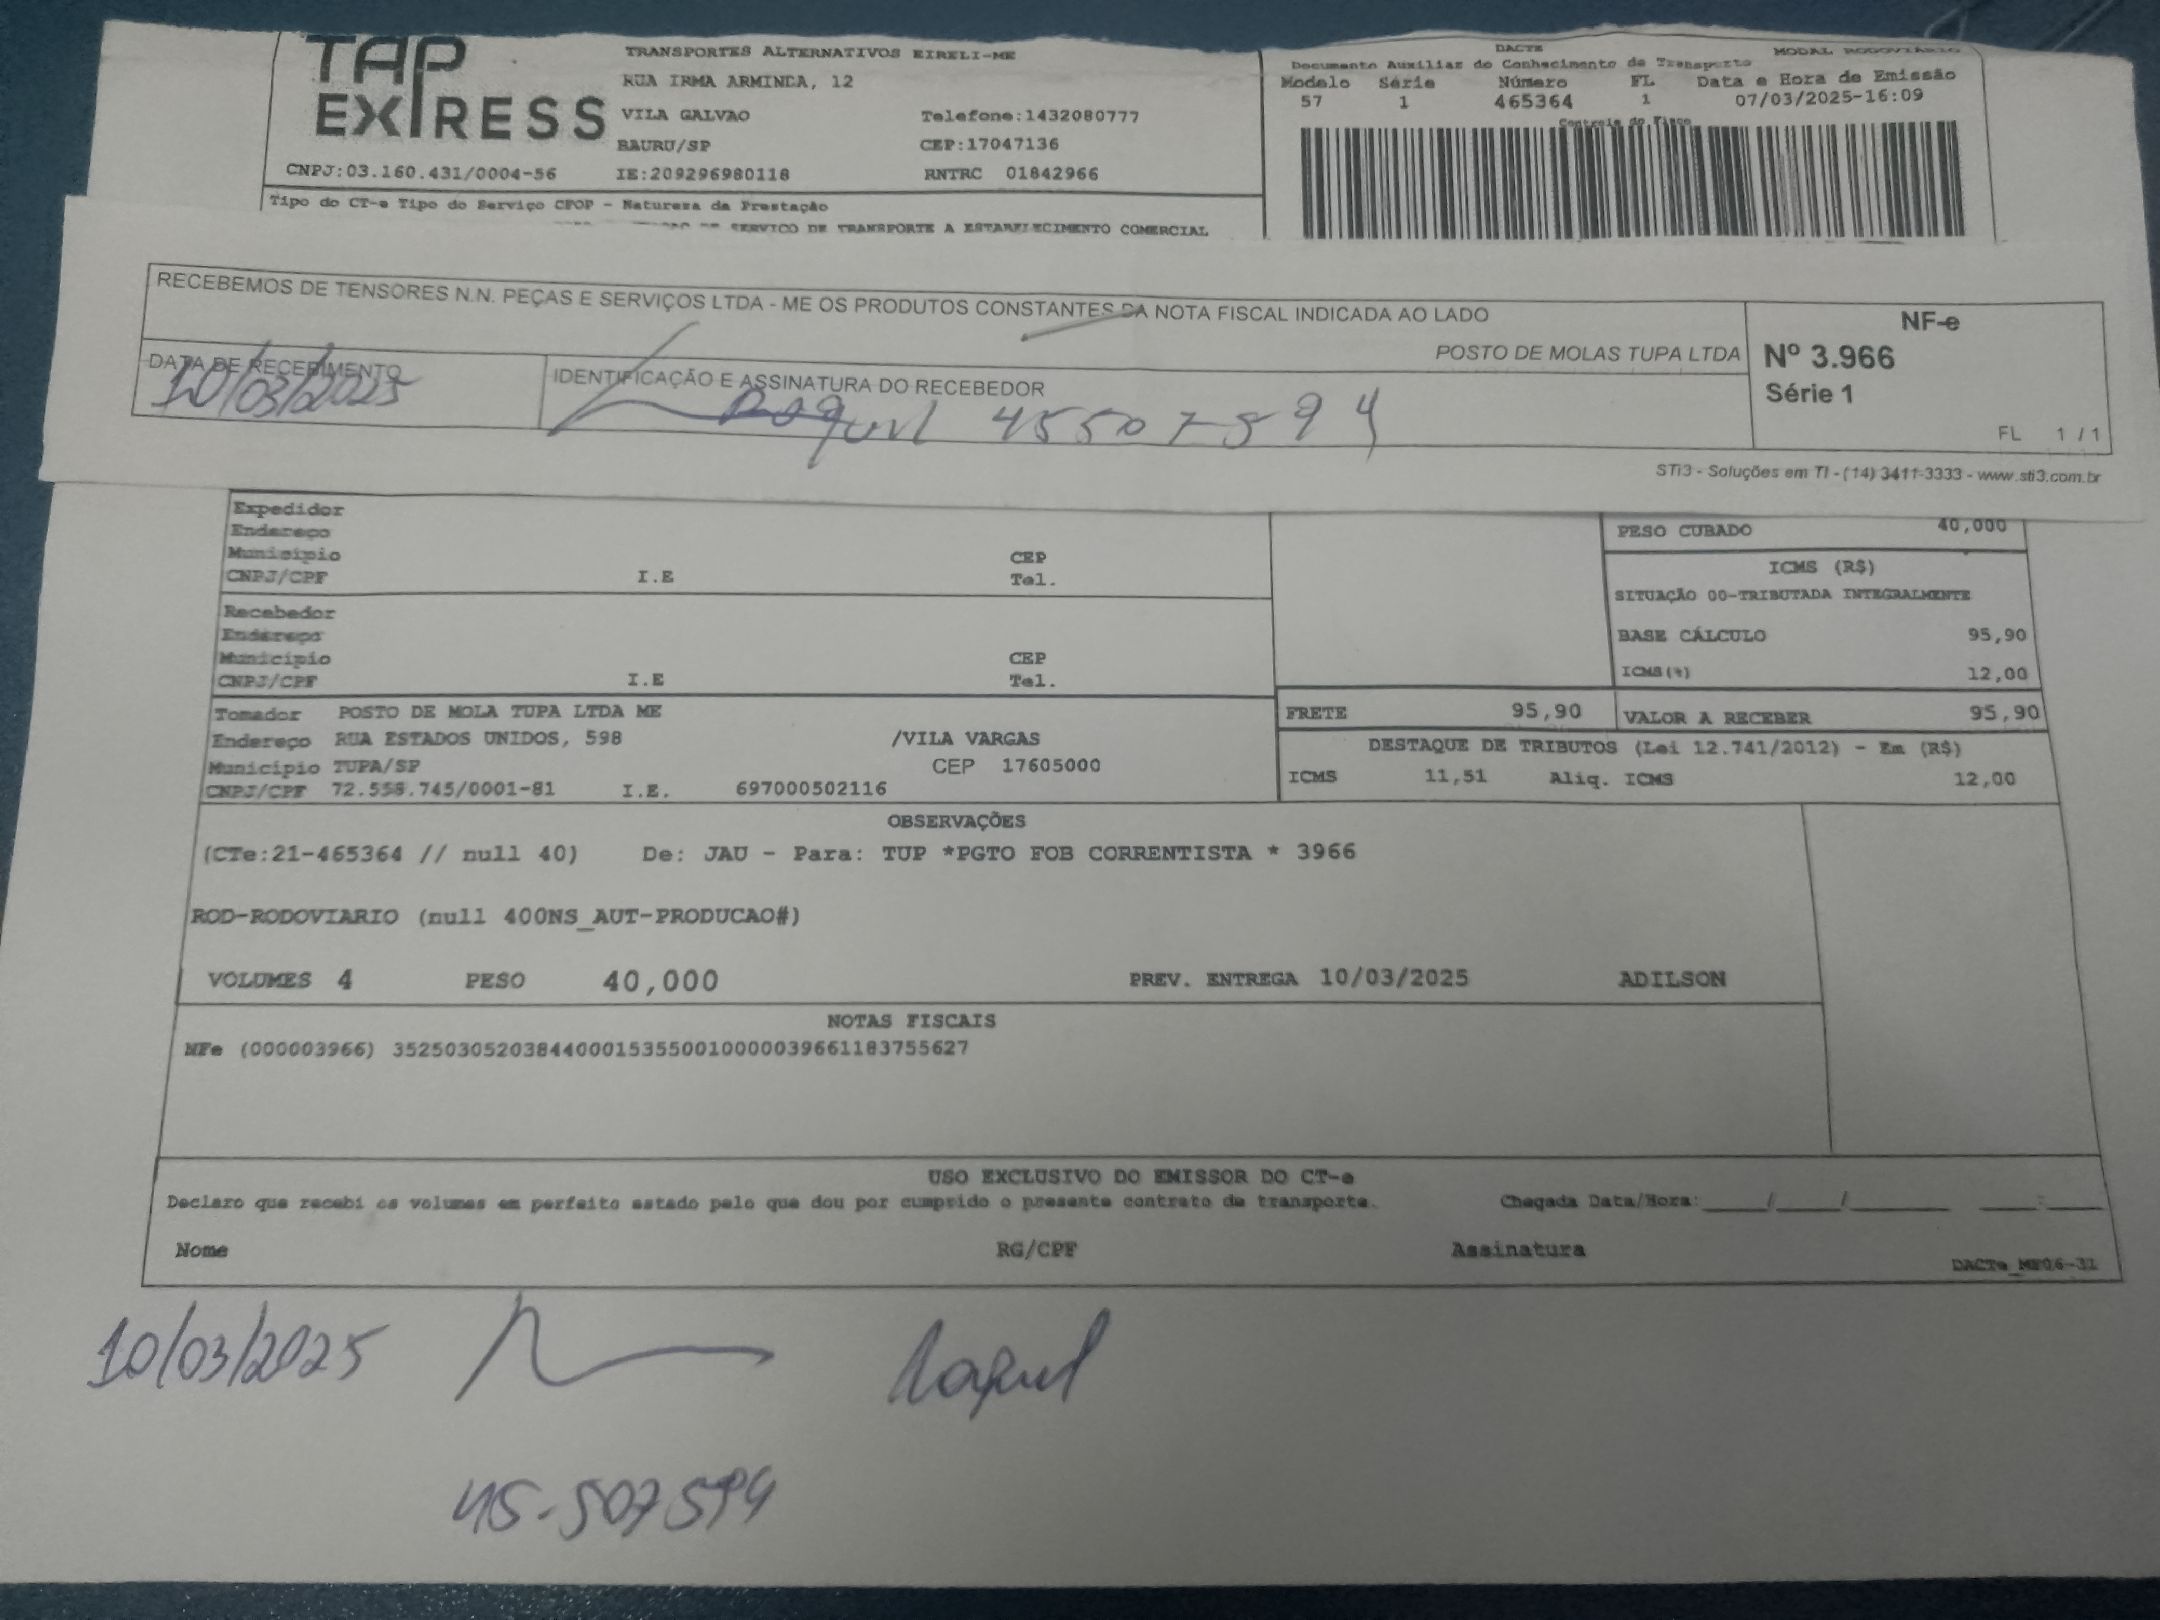 TAP
EXPRESS
TRANSPORTES ALTERNATIVOS EIRELI-ME
RUA IRMA ARMINDA, 12
VILA GALVAO Telefone:1432080777
BAURU/SP CEP:17047136
CNPJ:03.160.431/0004-56 IE:209296980118 RNTRC 01842966
DACTE MODAL RODOVIÁRIO
Documento Auxiliar do Conhecimento de Transporte
Modelo Série Número FL Data e Hora de Emissão
57 1 465364 1 07/03/2025-16:09
Controle do Fisco
Tipo do CT-e Tipo do Serviço CFOP - Natureza da Prestação
DE SERVICO DE TRANSPORTE A ESTABELECIMENTO COMERCIAL
RECEBEMOS DE TENSORES N.N. PEÇAS E SERVIÇOS LTDA - ME OS PRODUTOS CONSTANTES DA NOTA FISCAL INDICADA AO LADO
POSTO DE MOLAS TUPA LTDA
NF-e
Nº 3.966
Série 1
FL 1 / 1
DATA DE RECEBIMENTO
10/03/2025
IDENTIFICAÇÃO E ASSINATURA DO RECEBEDOR
Raquel 45507594
STi3 - Soluções em TI - (14) 3411-3333 - www.sti3.com.br
Expedidor
Endereço
Município CEP
CNPJ/CPF I.E Tel.
Recebedor
Endereço
Município CEP
CNPJ/CPF I.E Tel.
PESO CUBADO 40,000
ICMS (R$)
SITUAÇÃO 00-TRIBUTADA INTEGRALMENTE
BASE CÁLCULO 95,90
ICMS(%) 12,00
Tomador POSTO DE MOLA TUPA LTDA ME
Endereço RUA ESTADOS UNIDOS, 598 /VILA VARGAS
Município TUPA/SP CEP 17605000
CNPJ/CPF 72.558.745/0001-81 I.E. 697000502116
FRETE 95,90 VALOR A RECEBER 95,90
DESTAQUE DE TRIBUTOS (Lei 12.741/2012) - Em (R$)
ICMS 11,51 Aliq. ICMS 12,00
OBSERVAÇÕES
(CTe:21-465364 // null 40) De: JAU - Para: TUP *PGTO FOB CORRENTISTA * 3966
ROD-RODOVIARIO (null 400NS_AUT-PRODUCAO#)
VOLUMES 4 PESO 40,000 PREV. ENTREGA 10/03/2025 ADILSON
NOTAS FISCAIS
NFe (000003966) 35250305203844000153550010000039661183755627
USO EXCLUSIVO DO EMISSOR DO CT-e
Declaro que recebi os volumes em perfeito estado pelo que dou por cumprido o presente contrato de transporte. Chegada Data/Hora:_____/_____/________ ____:____
Nome RG/CPF Assinatura
DACTe_MF06-31
10/03/2025 Raquel
45-507594